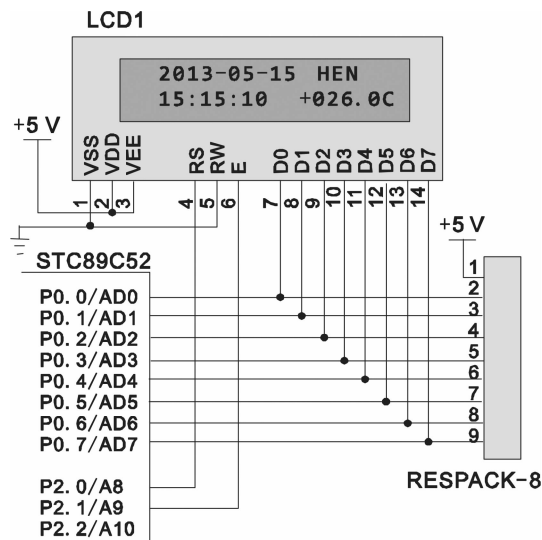 LCD1
2013-05-15 HEN
15:15:10 +026.0C
+5 V
VSS VDD VEE RS RW E D0 D1 D2 D3 D4 D5 D6 D7
1 2 3 4 5 6 7 8 9 10 11 12 13 14
+5 V
STC89C52
1
P0.0/AD0 2
P0.1/AD1 3
P0.2/AD2 4
P0.3/AD3 5
P0.4/AD4 6
P0.5/AD5 7
P0.6/AD6 8
P0.7/AD7 9
RESPACK-8
P2.0/A8
P2.1/A9
P2.2/A10